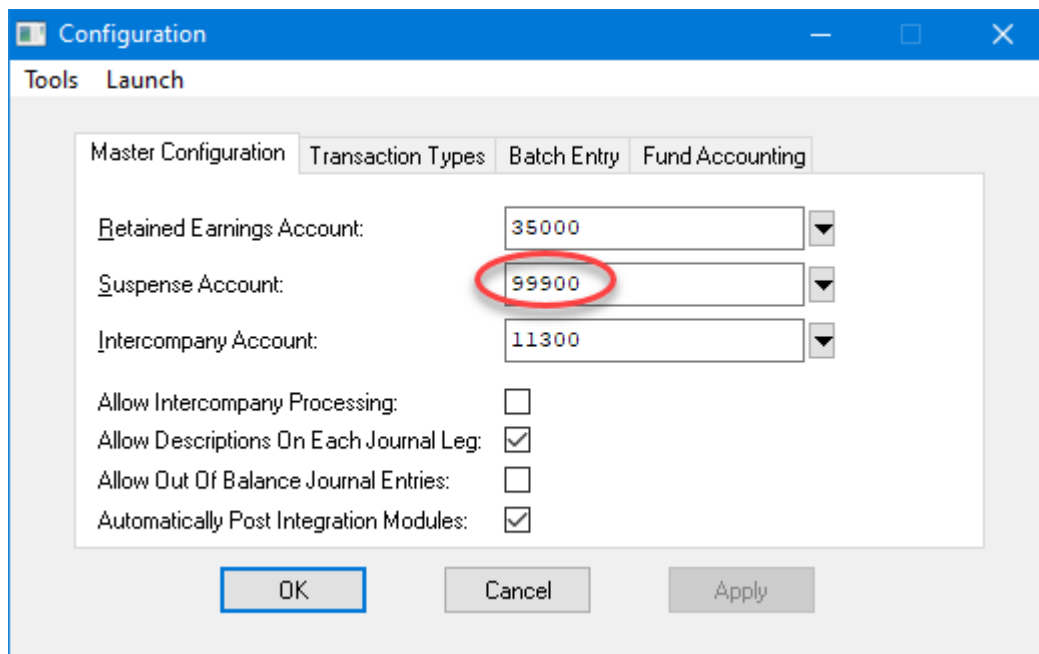 Configuration
Tools Launch
Master Configuration Transaction Types Batch Entry Fund Accounting
Retained Earnings Account: 35000
Suspense Account: 99900
Intercompany Account: 11300
Allow Intercompany Processing:
Allow Descriptions On Each Journal Leg:
Allow Out Of Balance Journal Entries:
Automatically Post Integration Modules:
OK Cancel Apply